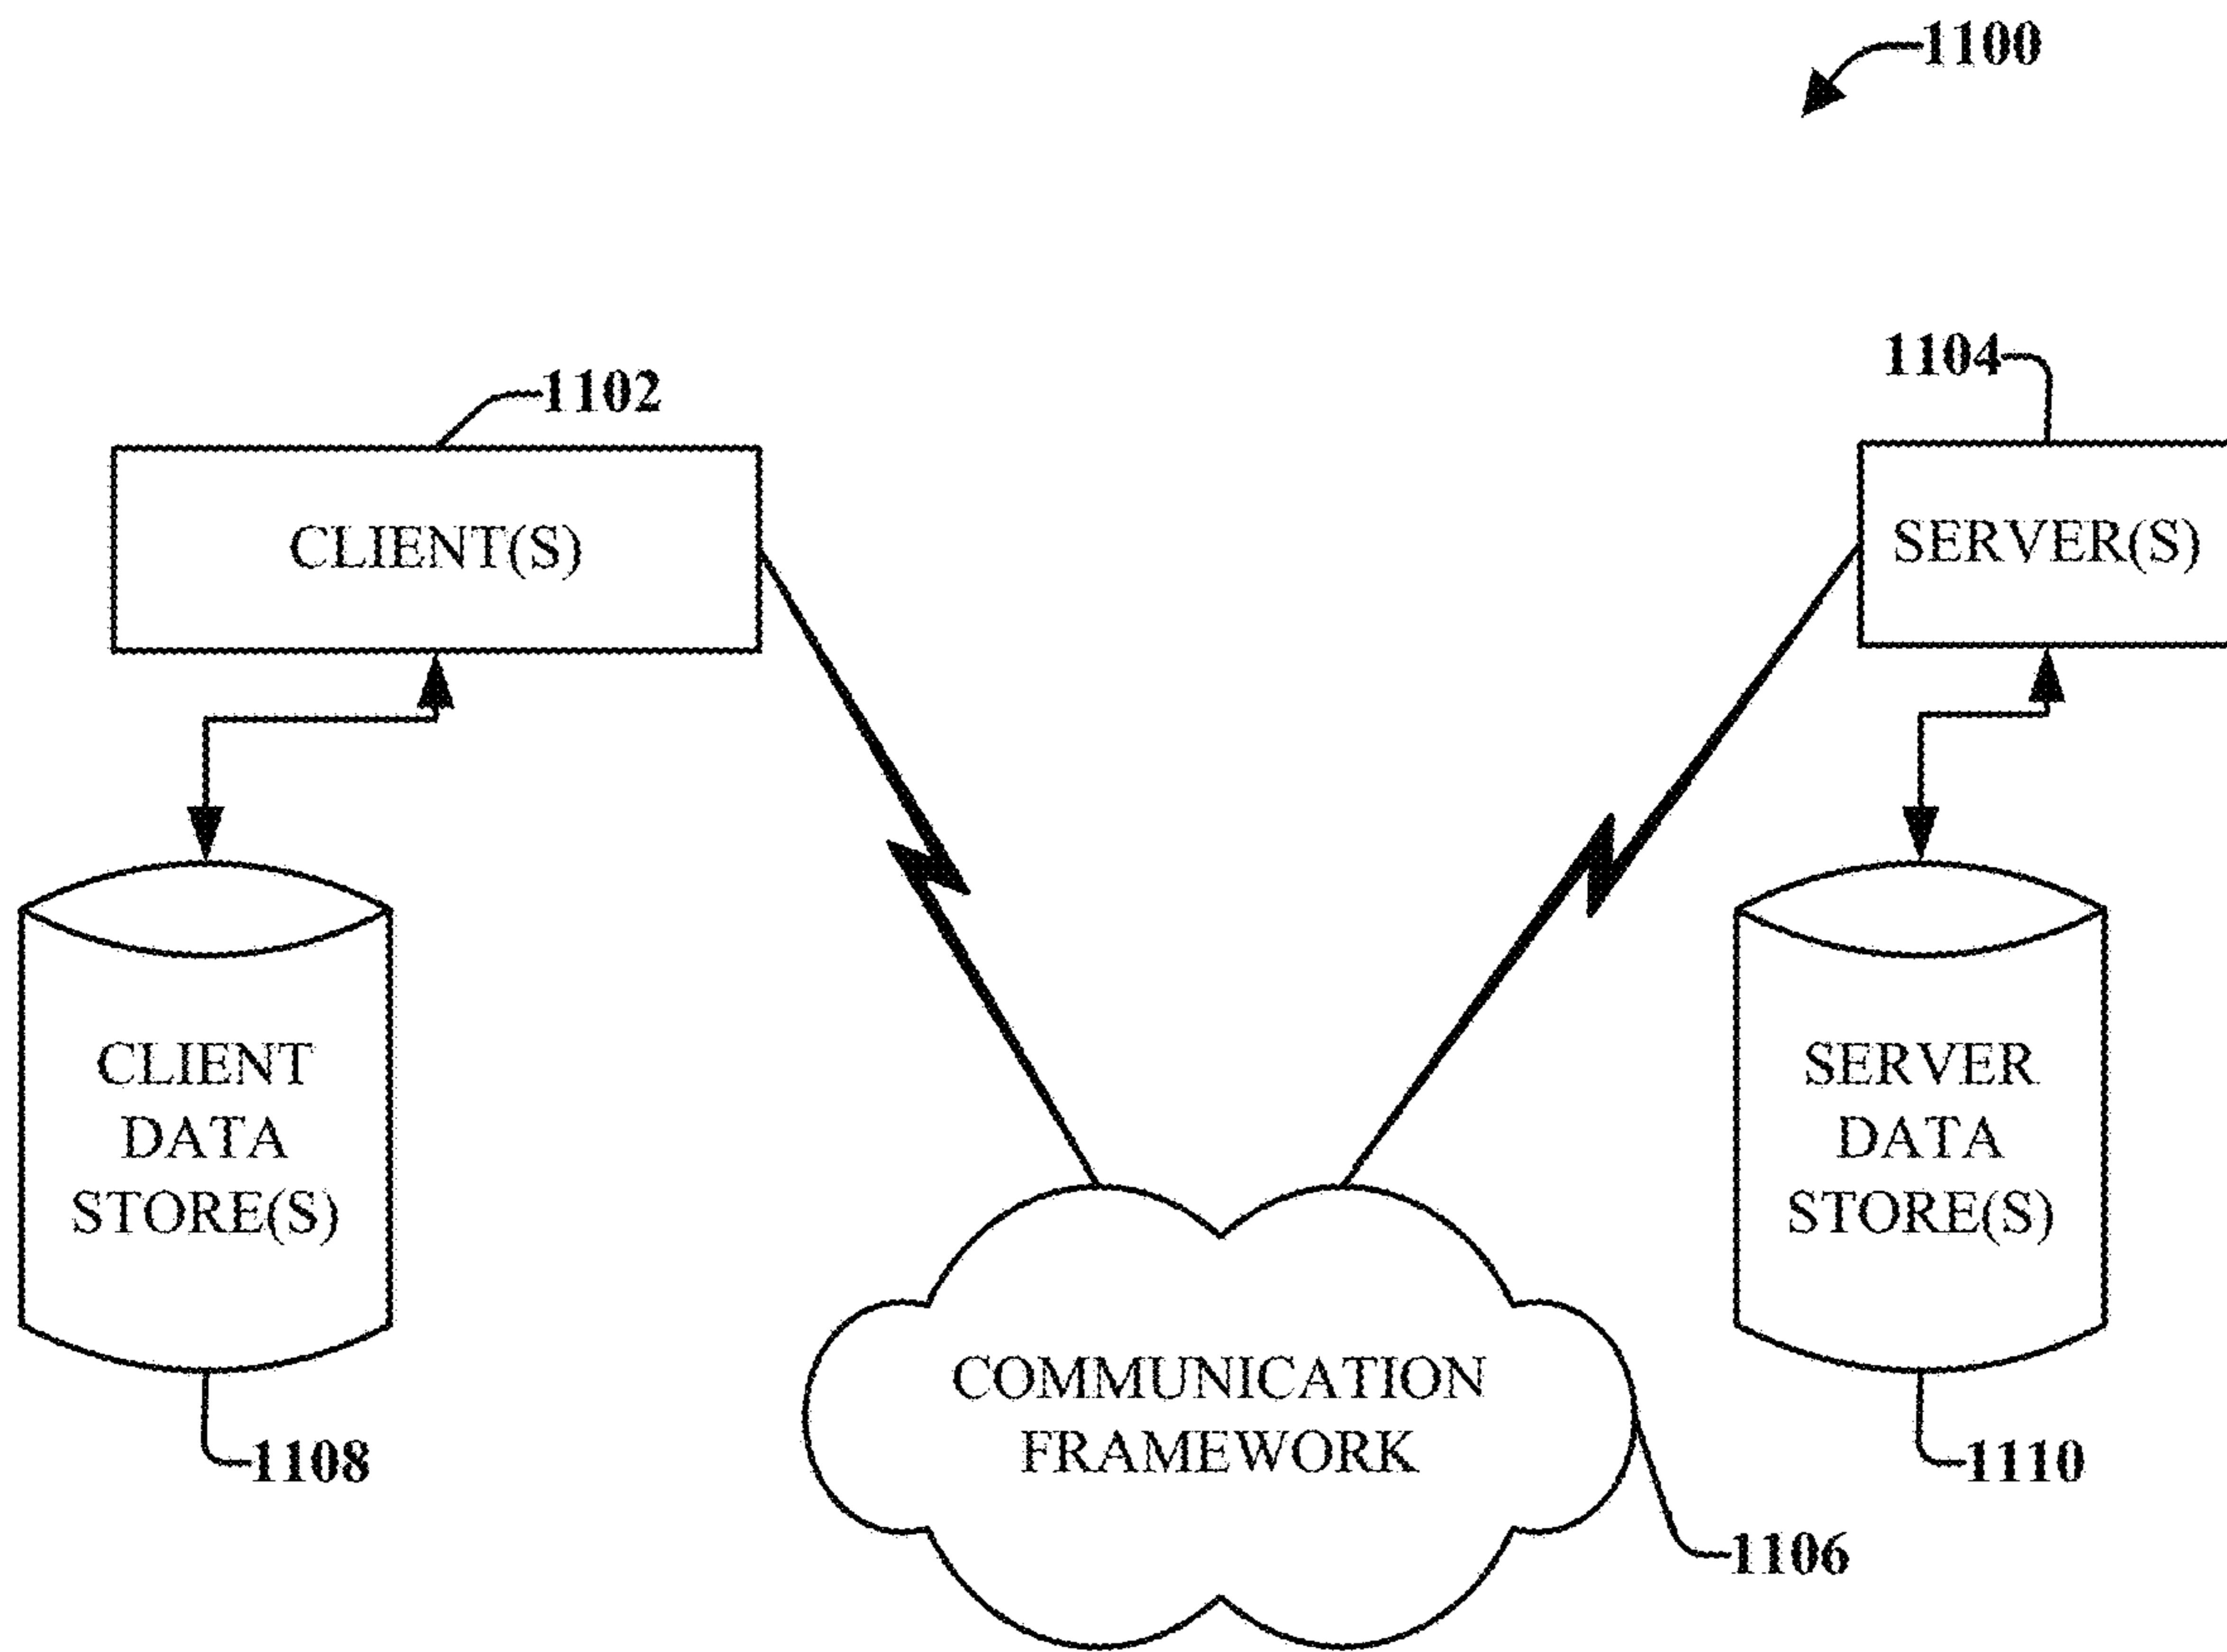 1100
1102
1104
CLIENT(S)
SERVER(S)
CLIENT
DATA
STORE(S)
SERVER
DATA
STORE(S)
COMMUNICATION
FRAMEWORK
1108
1110
1106